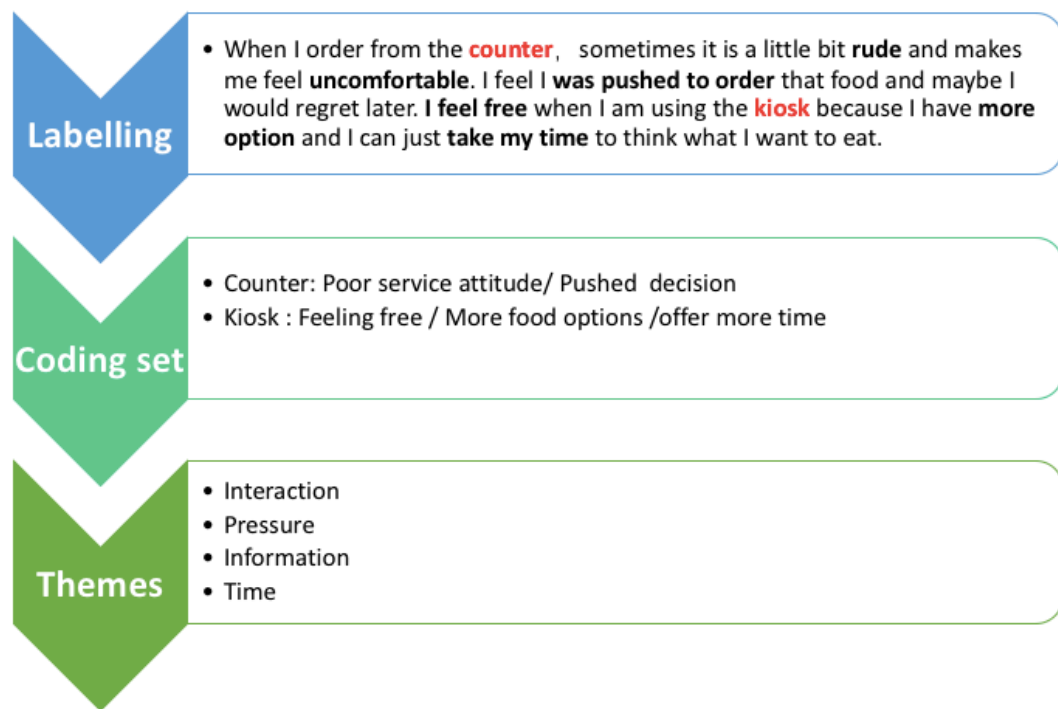 Labelling
• When I order from the counter， sometimes it is a little bit rude and makes
me feel uncomfortable. I feel I was pushed to order that food and maybe I
would regret later. I feel free when I am using the kiosk because I have more
option and I can just take my time to think what I want to eat.
Coding set
• Counter: Poor service attitude/ Pushed  decision
• Kiosk : Feeling free / More food options /offer more time
Themes
• Interaction
• Pressure
• Information
• Time